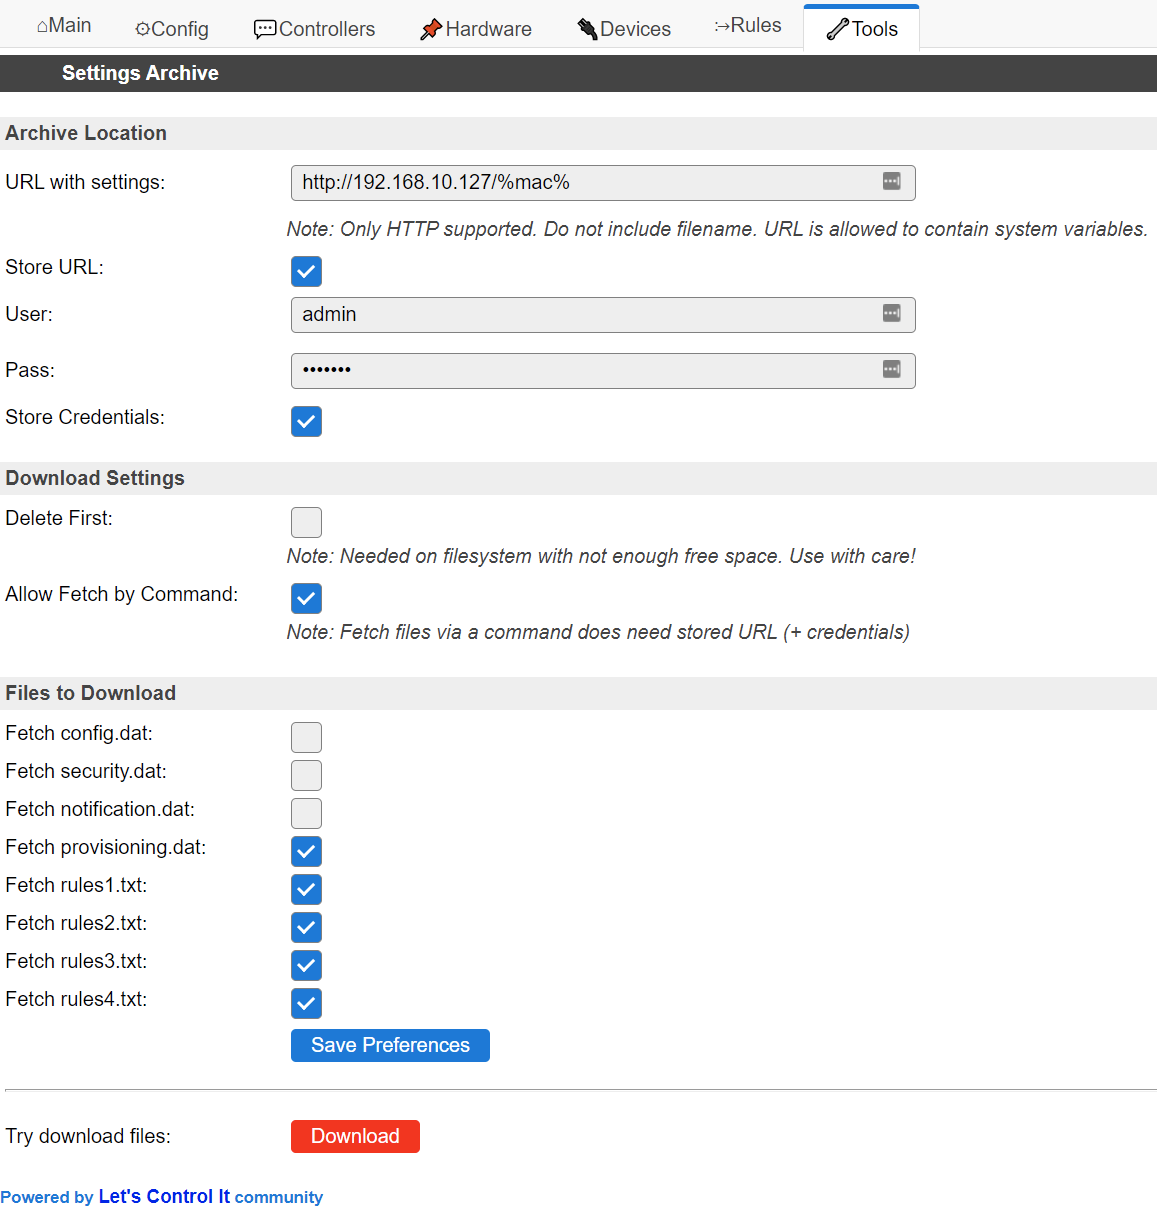 ⌂Main ⚙Config Controllers Hardware Devices Rules Tools
Settings Archive
Archive Location
URL with settings: http://192.168.10.127/%mac%
Note: Only HTTP supported. Do not include filename. URL is allowed to contain system variables.
Store URL:
User: admin
Pass: •••••••
Store Credentials:
Download Settings
Delete First:
Note: Needed on filesystem with not enough free space. Use with care!
Allow Fetch by Command:
Note: Fetch files via a command does need stored URL (+ credentials)
Files to Download
Fetch config.dat:
Fetch security.dat:
Fetch notification.dat:
Fetch provisioning.dat:
Fetch rules1.txt:
Fetch rules2.txt:
Fetch rules3.txt:
Fetch rules4.txt:
Save Preferences
Try download files: Download
Powered by Let's Control It community